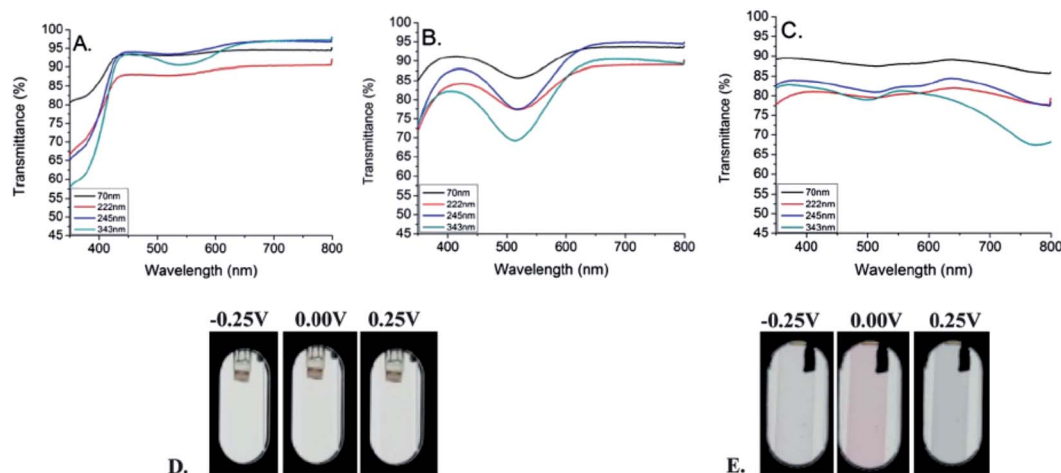 A.
100
95
90
85
80
75
70
65
60
55
50
45
Transmittance (%)
70nm
222nm
245nm
343nm
400 500 600 700 800
Wavelength (nm)
B.
100
95
90
85
80
75
70
65
60
55
50
45
Transmittance (%)
70nm
222nm
245nm
343nm
400 500 600 700 800
Wavelength (nm)
C.
100
95
90
85
80
75
70
65
60
55
50
45
Transmittance (%)
70nm
222nm
245nm
343nm
400 500 600 700 800
Wavelength (nm)
-0.25V 0.00V 0.25V
D.
-0.25V 0.00V 0.25V
E.